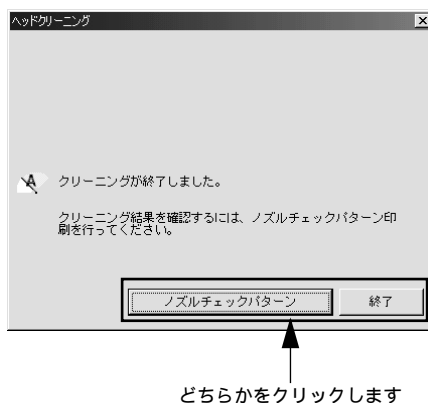 ヘッドクリーニング
クリーニングが終了しました。
クリーニング結果を確認するには、ノズルチェックパターン印
刷を行ってください。
ノズルチェックパターン
終了
どちらかをクリックします